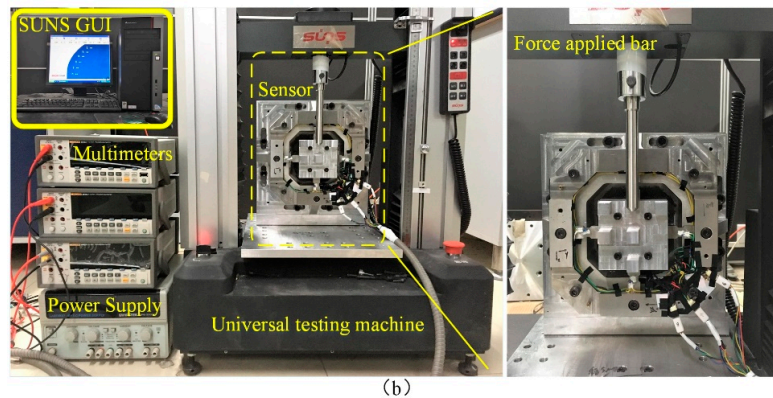 SUNS GUI
SUNS
Sensor
Multimeters
Power Supply
Universal testing machine
Force applied bar
(b)